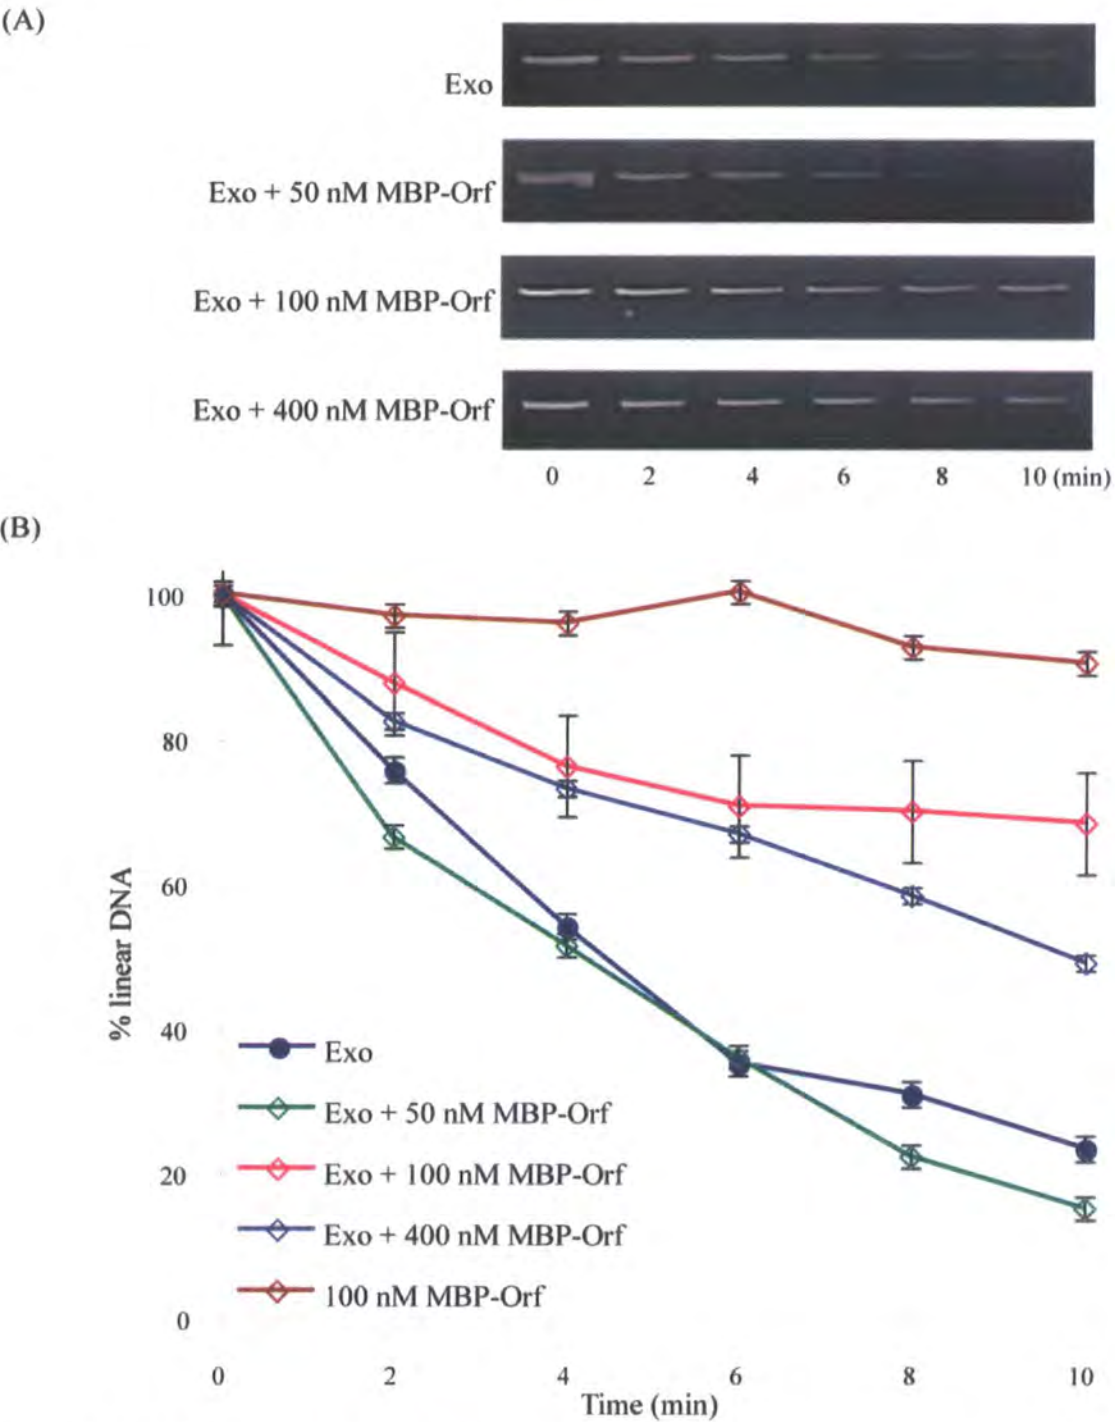 (A)
Exo
Exo + 50 nM MBP-Orf
Exo + 100 nM MBP-Orf
Exo + 400 nM MBP-Orf
0 2 4 6 8 10 (min)
(B)
100
80
60
40
20
0
% linear DNA
Exo
Exo + 50 nM MBP-Orf
Exo + 100 nM MBP-Orf
Exo + 400 nM MBP-Orf
100 nM MBP-Orf
0 2 4 6 8 10
Time (min)